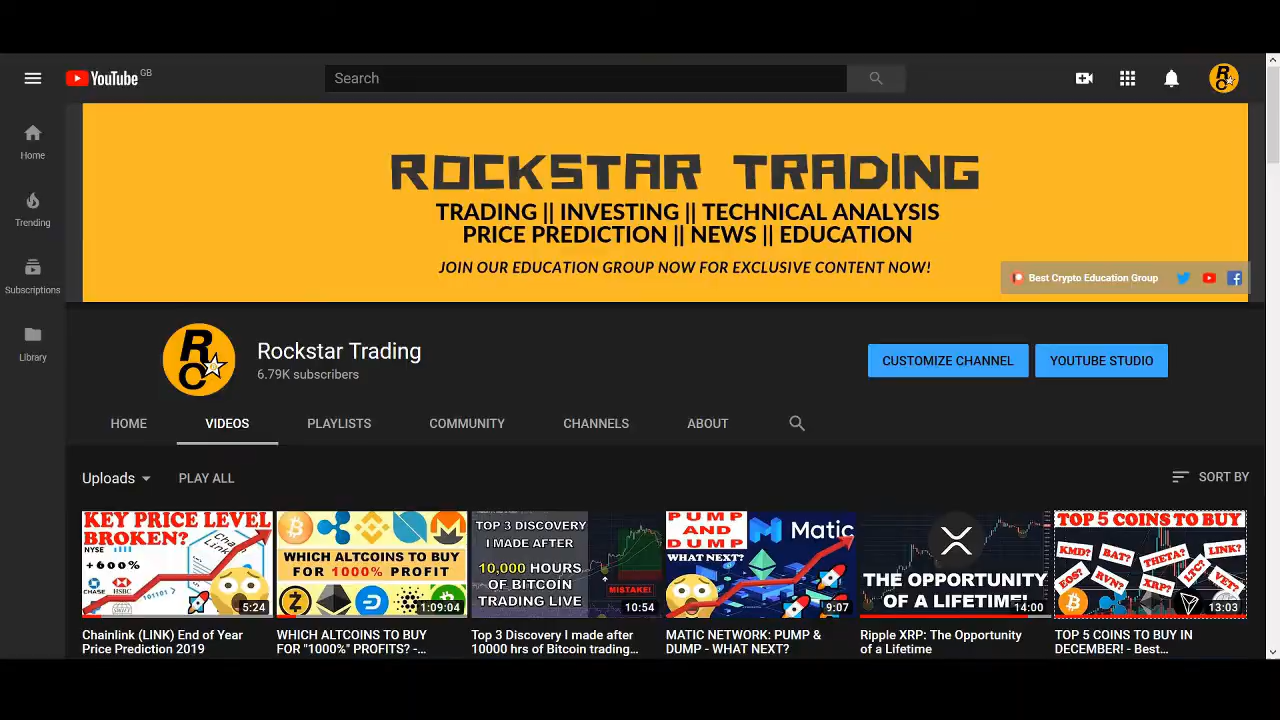 YouTube GB
Search
Home
Trending
Subscriptions
Library
ROCKSTAR TRADING
TRADING || INVESTING || TECHNICAL ANALYSIS
PRICE PREDICTION || NEWS || EDUCATION
JOIN OUR EDUCATION GROUP NOW FOR EXCLUSIVE CONTENT NOW!
Best Crypto Education Group
RC
Rockstar Trading
6.79K subscribers
CUSTOMIZE CHANNEL
YOUTUBE STUDIO
HOME VIDEOS PLAYLISTS COMMUNITY CHANNELS ABOUT
Uploads PLAY ALL SORT BY
KEY PRICE LEVEL
BROKEN?
NYSE
+600%
ChainLink
CHASE HSBC
101101
5:24
Chainlink (LINK) End of Year
Price Prediction 2019
WHICH ALTCOINS TO BUY
FOR 1000% PROFIT
1:09:04
WHICH ALTCOINS TO BUY
FOR "1000%" PROFITS? -...
TOP 3 DISCOVERY
I MADE AFTER
10,000 HOURS
OF BITCOIN
TRADING LIVE
MISTAKE!
10:54
Top 3 Discovery I made after
10000 hrs of Bitcoin trading...
PUMP
AND
DUMP
WHAT NEXT?
Matic
9:07
MATIC NETWORK: PUMP &
DUMP - WHAT NEXT?
THE OPPORTUNITY
OF A LIFETIME!
14:00
Ripple XRP: The Opportunity
of a Lifetime
TOP 5 COINS TO BUY
KMD? BAT? THETA? LINK?
EOS? RVN? XRP? LTC? VET?
13:03
TOP 5 COINS TO BUY IN
DECEMBER! - Best...